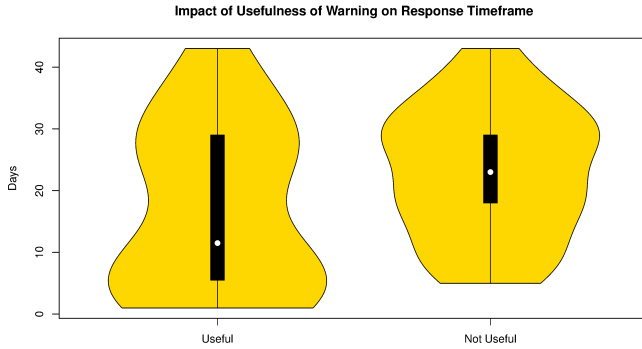 Impact of Usefulness of Warning on Response Timeframe
40
30
20
10
0
Days
Useful Not Useful